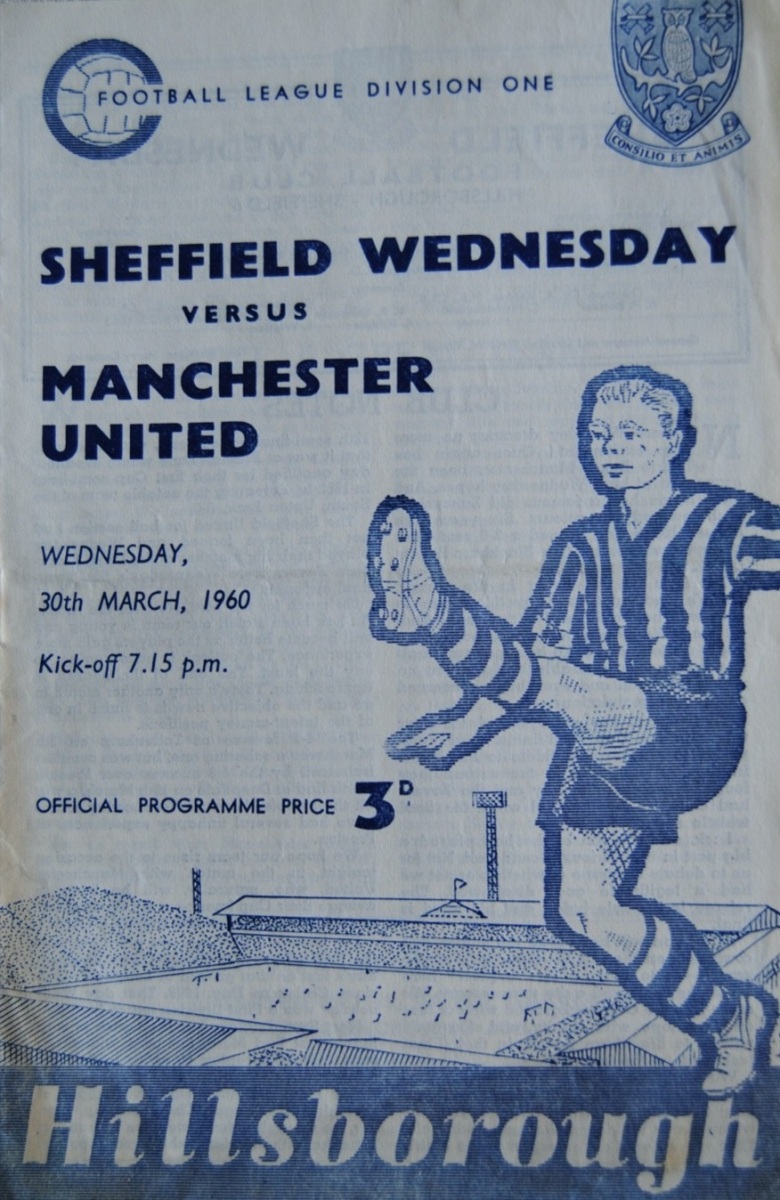 FOOTBALL LEAGUE DIVISION ONE
CONSILIO ET ANIMIS
SHEFFIELD WEDNESDAY
VERSUS
MANCHESTER
UNITED
WEDNESDAY,
30th MARCH, 1960
Kick-off 7.15 p.m.
OFFICIAL PROGRAMME PRICE 3D
Hillsborough